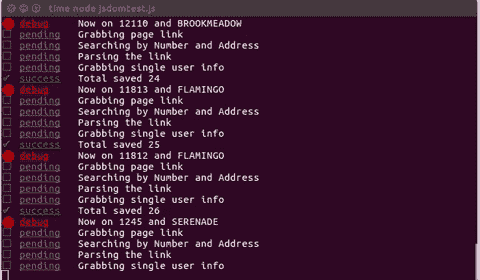 time node jsdomtest.js
debug Now on 12110 and BROOKMEADOW
pending Grabbing page link
pending Searching by Number and Address
pending Parsing the link
pending Grabbing single user info
✓ success Total saved 24
debug Now on 11813 and FLAMINGO
pending Grabbing page link
pending Searching by Number and Address
pending Parsing the link
pending Grabbing single user info
✓ success Total saved 25
debug Now on 11812 and FLAMINGO
pending Grabbing page link
pending Searching by Number and Address
pending Parsing the link
pending Grabbing single user info
✓ success Total saved 26
debug Now on 1245 and SERENADE
pending Grabbing page link
pending Searching by Number and Address
pending Parsing the link
pending Grabbing single user info